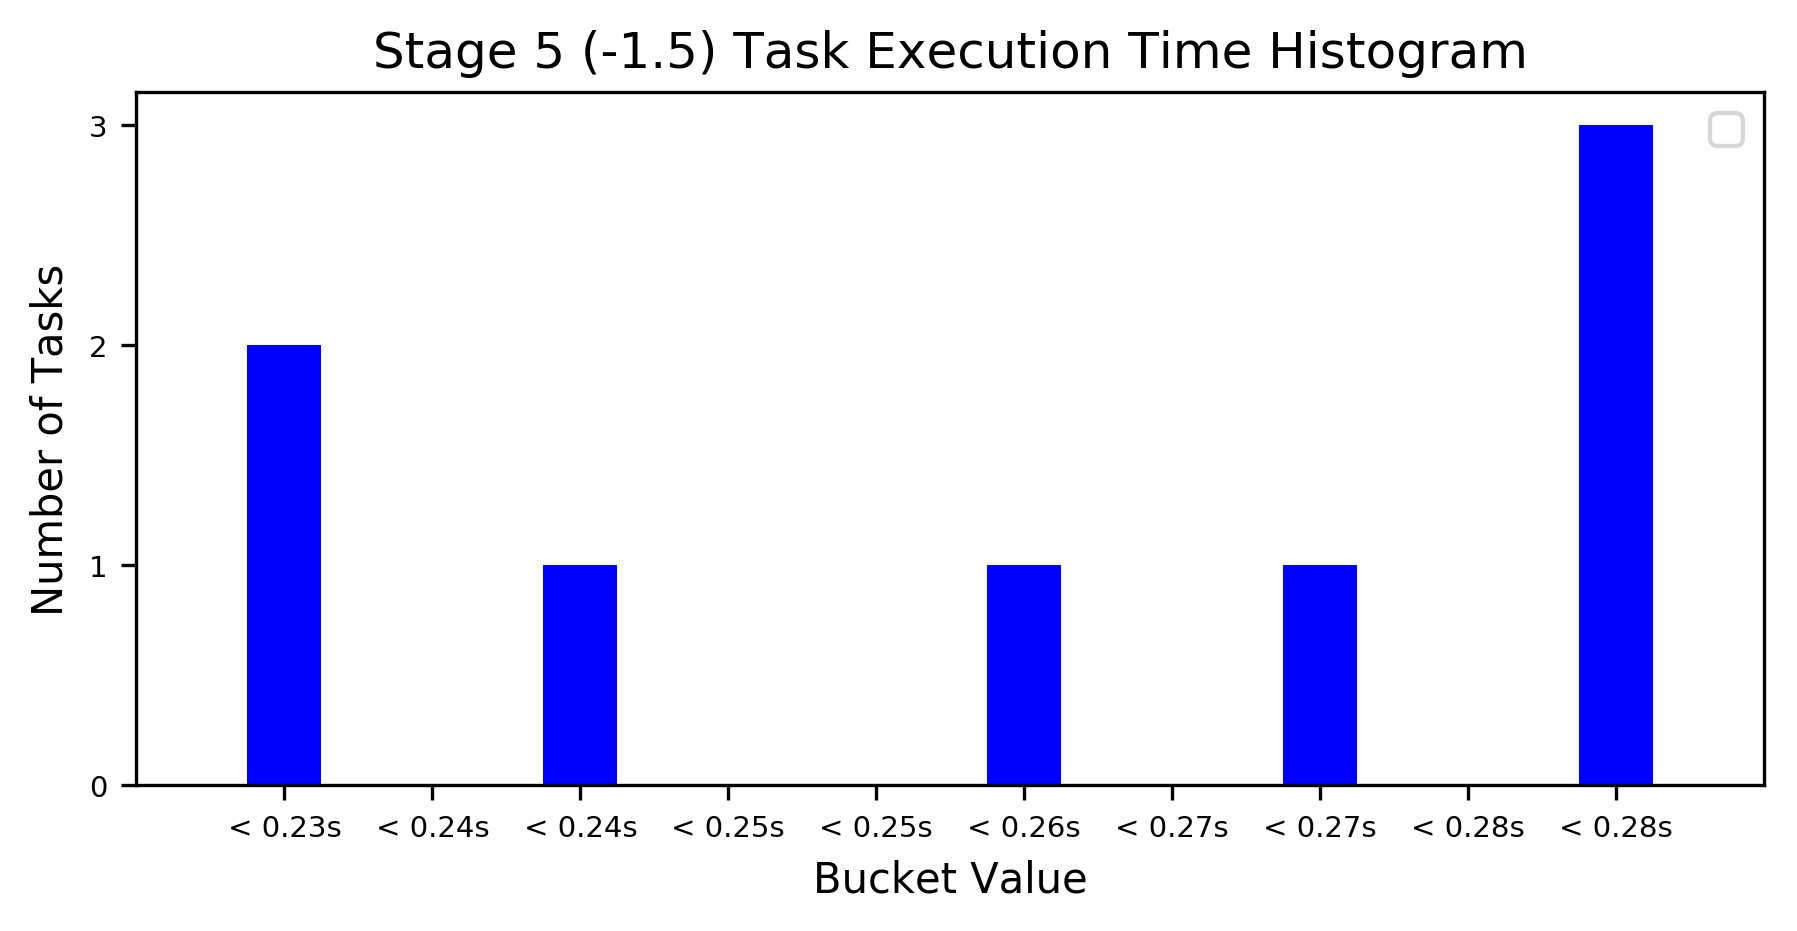 Stage 5 (-1.5) Task Execution Time Histogram
Number of Tasks
3
2
1
0
< 0.23s < 0.24s < 0.24s < 0.25s < 0.25s < 0.26s < 0.27s < 0.27s < 0.28s < 0.28s
Bucket Value